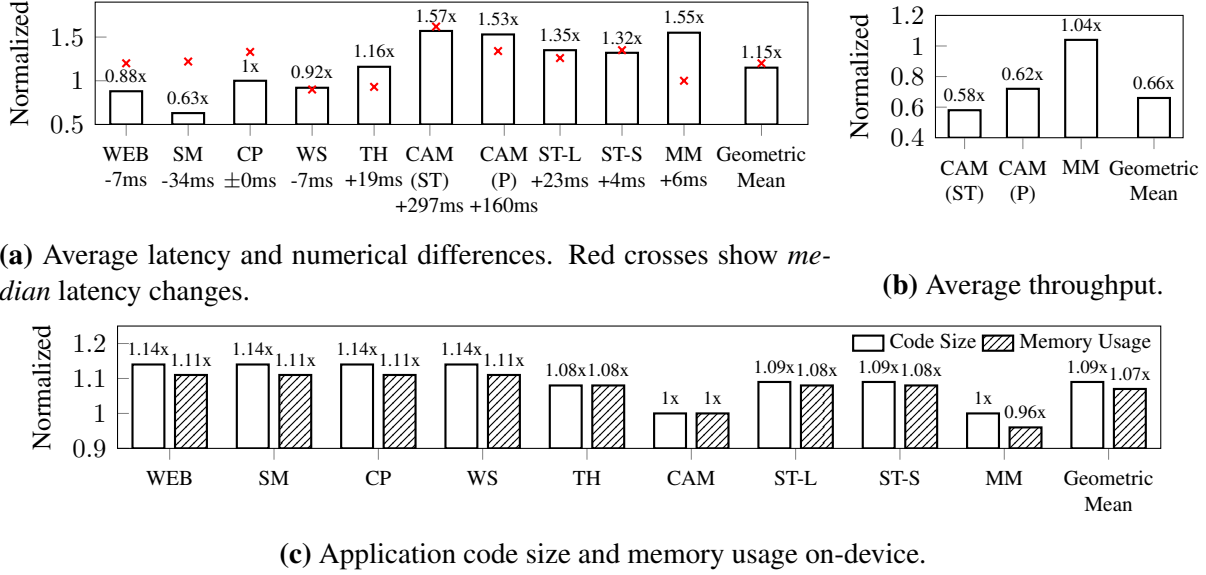 Normalized
1.5
1
0.5
0.88x
0.63x
1x
0.92x
1.16x
1.57x
1.53x
1.35x
1.32x
1.55x
1.15x
WEB SM CP WS TH CAM CAM ST-L ST-S MM Geometric
-7ms -34ms ±0ms -7ms +19ms (ST) (P) +23ms +4ms +6ms Mean
+297ms +160ms
(a) Average latency and numerical differences. Red crosses show me-
dian latency changes.
Normalized
1.2
1
0.8
0.6
0.4
0.58x
0.62x
1.04x
0.66x
CAM CAM MM Geometric
(ST) (P) Mean
(b) Average throughput.
Normalized
1.2
1.1
1
0.9
Code Size Memory Usage
1.14x 1.11x 1.14x 1.11x 1.14x 1.11x 1.14x 1.11x 1.08x 1.08x 1x 1x 1.09x 1.08x 1.09x 1.08x 1x 0.96x 1.09x 1.07x
WEB SM CP WS TH CAM ST-L ST-S MM Geometric
Mean
(c) Application code size and memory usage on-device.